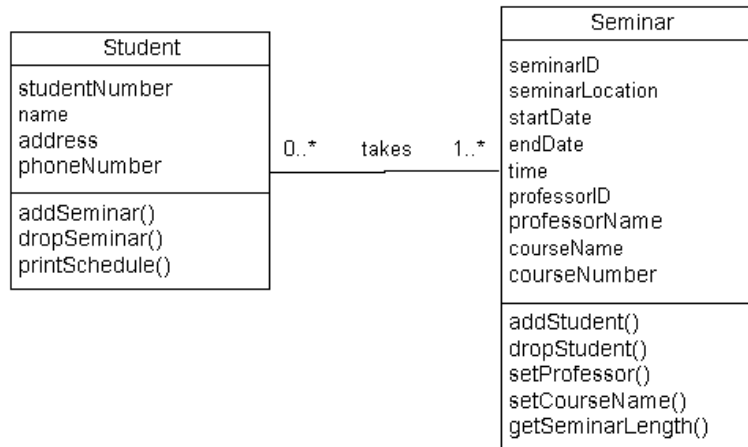 Student
studentNumber
name
address
phoneNumber
addSeminar()
dropSeminar()
printSchedule()
0..* takes 1..*
Seminar
seminarID
seminarLocation
startDate
endDate
time
professorID
professorName
courseName
courseNumber
addStudent()
dropStudent()
setProfessor()
setCourseName()
getSeminarLength()